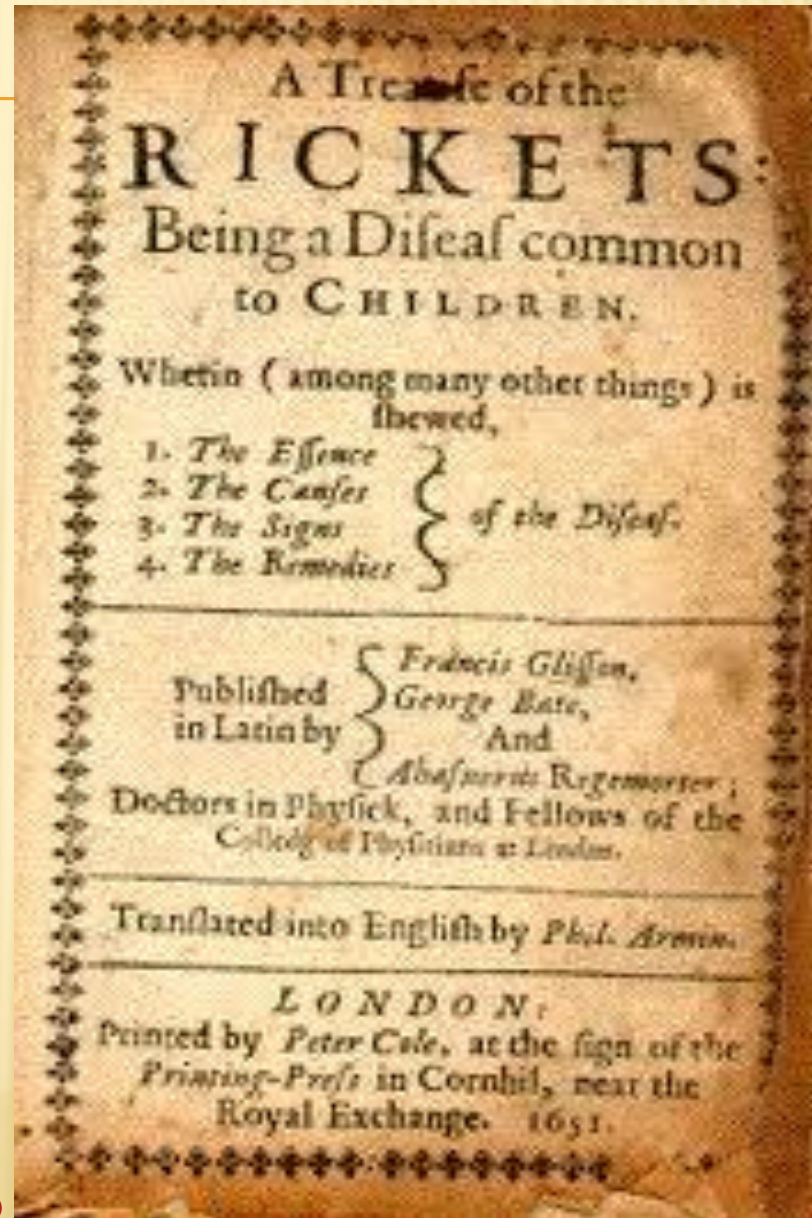 A Treatiſe of the
RICKETS:
Being a Diſeaſ common
to CHILDREN.
Wherin ( among many other things ) is
ſhewed,
1. The Eſſence
2. The Cauſes
3. The Signs
4. The Remedies
of the Diſeaſ.
Publiſhed
in Latin by
Francis Gliſſon,
George Bate,
And
Ahaſuerus Regemorter;
Doctors in Phyſick, and Fellows of the
Colledg of Phyſitians at London.
Tranſlated into Engliſh by Phil. Armin.
LONDON:
Printed by Peter Cole, at the ſign of the
Printing-Preſs in Cornhil, near the
Royal Exchange. 1651.